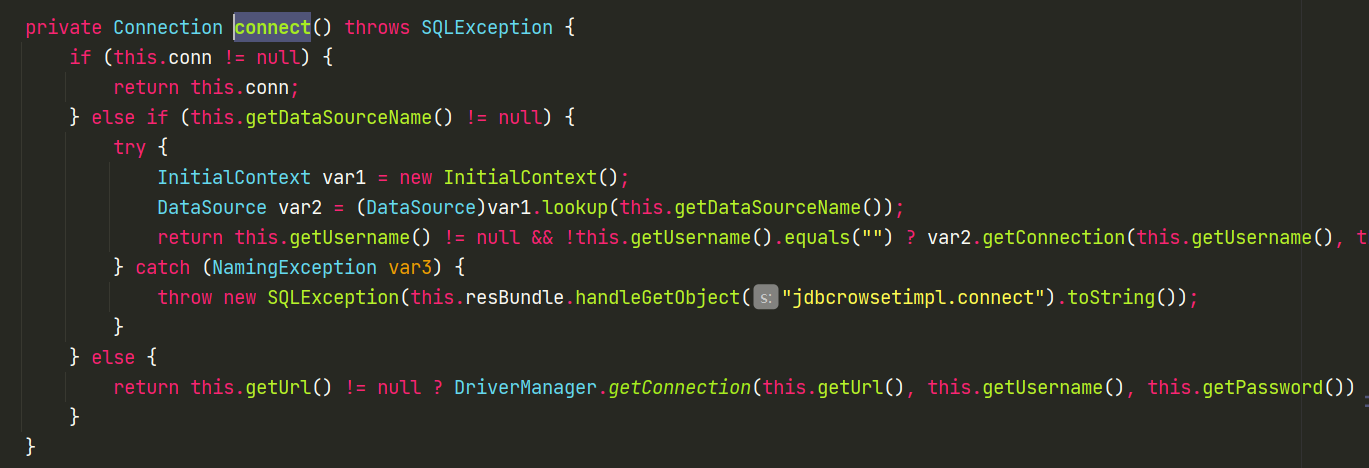 private Connection connect() throws SQLException {
if (this.conn != null) {
return this.conn;
} else if (this.getDataSourceName() != null) {
try {
InitialContext var1 = new InitialContext();
DataSource var2 = (DataSource)var1.lookup(this.getDataSourceName());
return this.getUsername() != null && !this.getUsername().equals("") ? var2.getConnection(this.getUsername(), t
} catch (NamingException var3) {
throw new SQLException(this.resBundle.handleGetObject( s: "jdbcrowsetimpl.connect").toString());
}
} else {
return this.getUrl() != null ? DriverManager.getConnection(this.getUrl(), this.getUsername(), this.getPassword())
}
}